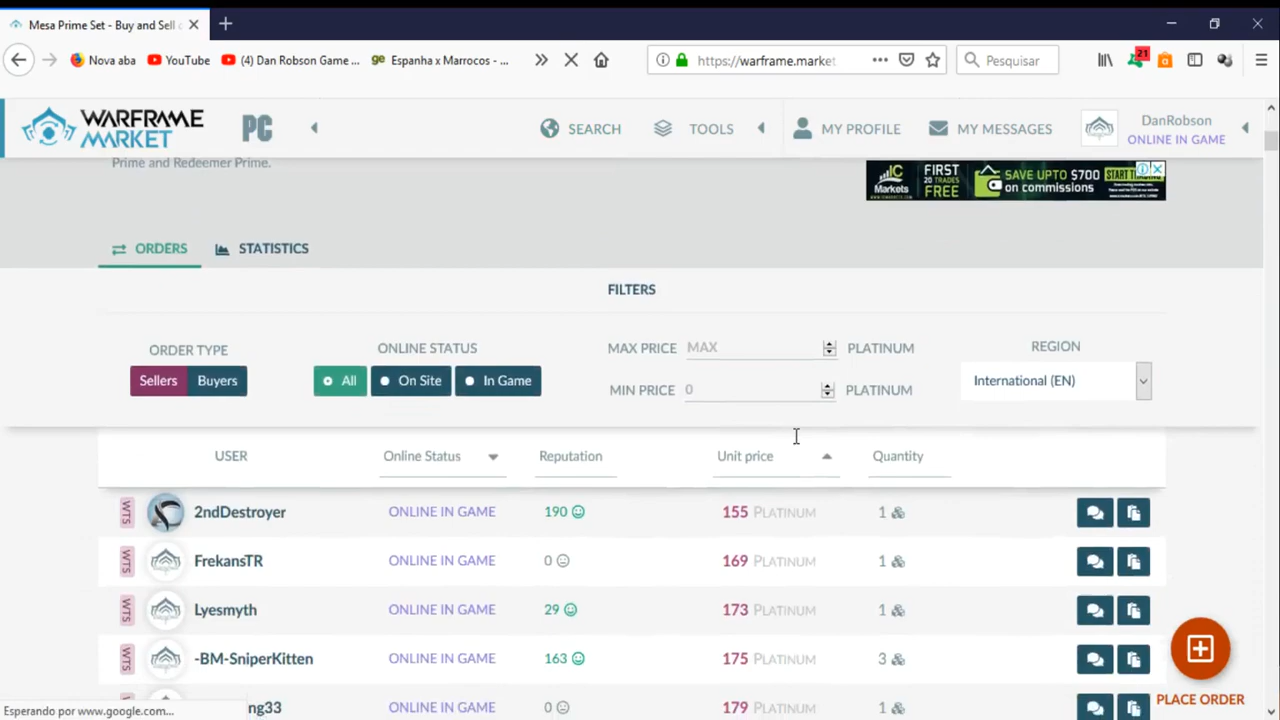 Mesa Prime Set - Buy and Sell
Nova aba
YouTube
(4) Dan Robson Game ...
Espanha x Marrocos - ...
https://warframe.market
Pesquisar
21
WARFRAME
MARKET
PC
SEARCH
TOOLS
MY PROFILE
MY MESSAGES
DanRobson
ONLINE IN GAME
Prime and Redeemer Prime.
IC
Markets
FIRST
20 TRADES
FREE
SAVE UPTO $700
on commissions
ORDERS
STATISTICS
FILTERS
ORDER TYPE
Sellers
Buyers
ONLINE STATUS
All
On Site
In Game
MAX PRICE MAX PLATINUM
MIN PRICE 0 PLATINUM
REGION
International (EN)
USER Online Status Reputation Unit price Quantity
WTS 2ndDestroyer ONLINE IN GAME 190 155 PLATINUM 1
WTS FrekansTR ONLINE IN GAME 0 169 PLATINUM 1
WTS Lyesmyth ONLINE IN GAME 29 173 PLATINUM 1
WTS -BM-SniperKitten ONLINE IN GAME 163 175 PLATINUM 3
ng33 ONLINE IN GAME 0 179 PLATINUM 1
PLACE ORDER
Esperando por www.google.com...